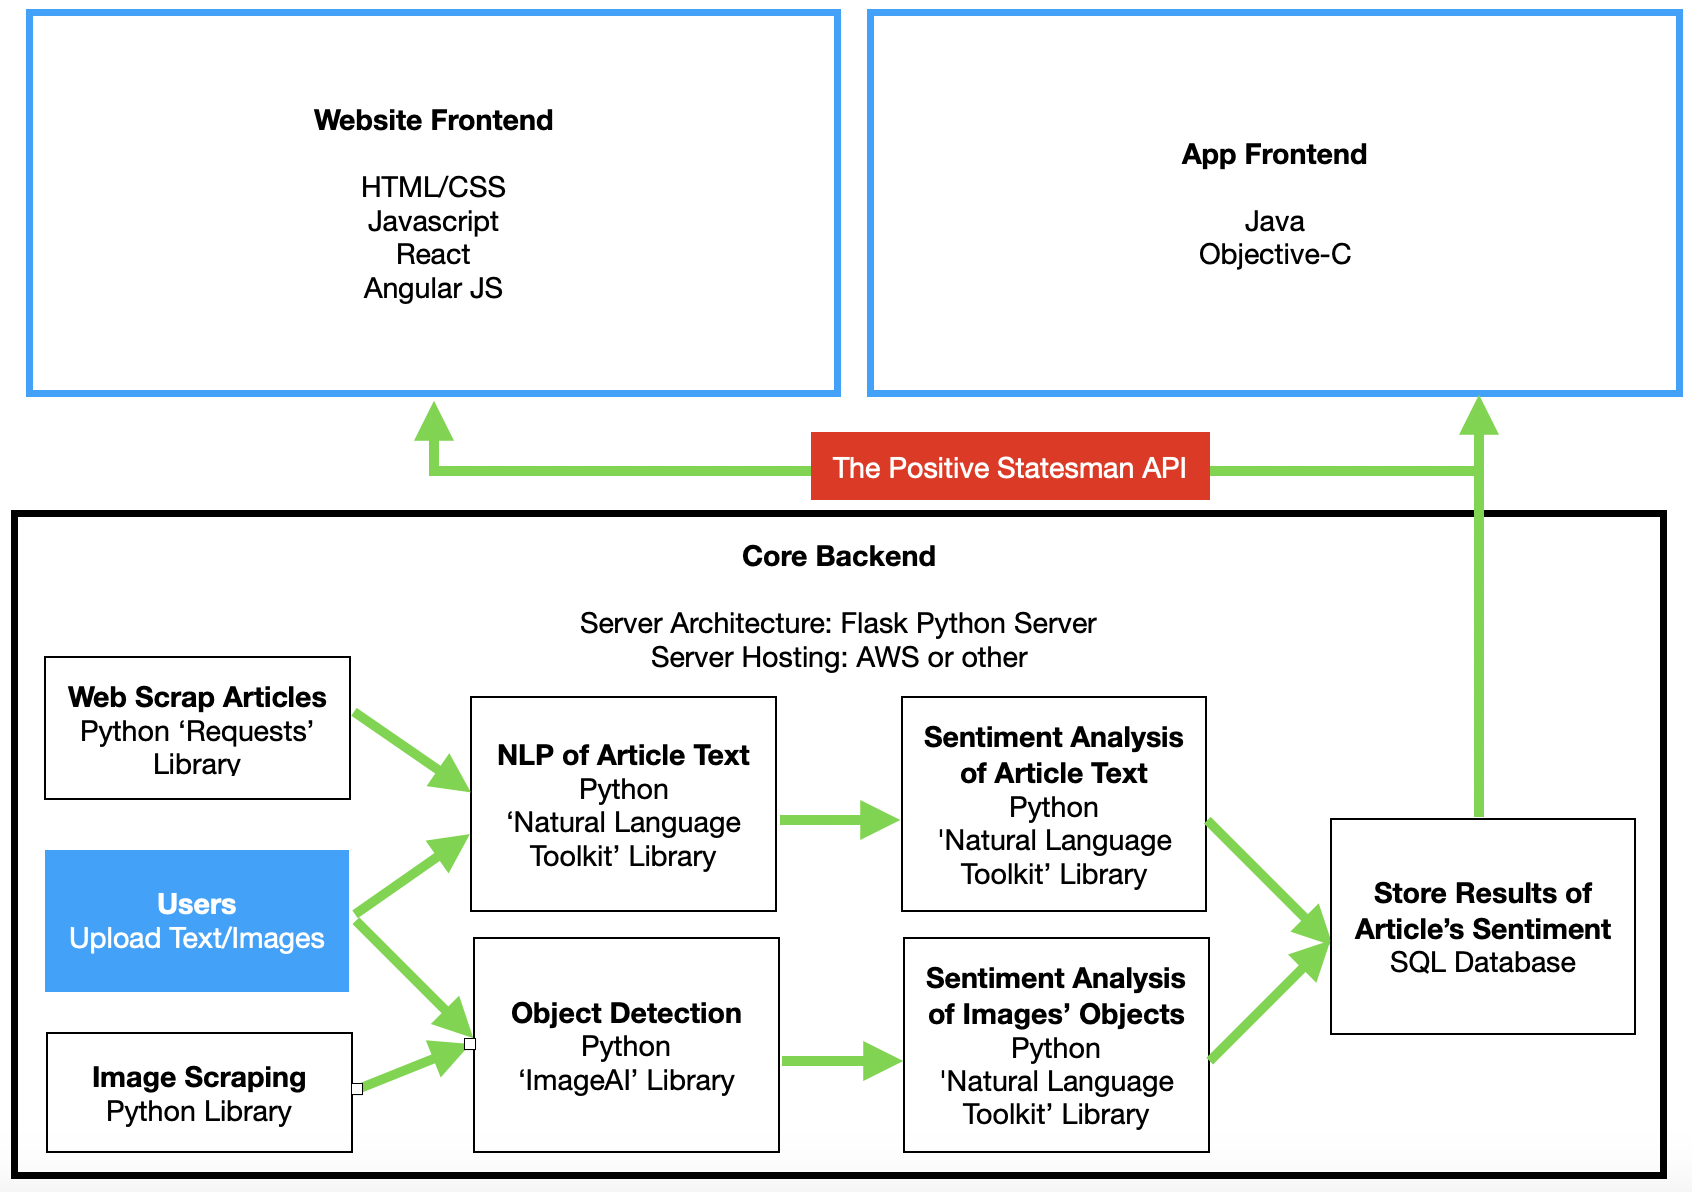 Website Frontend
HTML/CSS
Javascript
React
Angular JS
App Frontend
Java
Objective-C
The Positive Statesman API
Core Backend
Server Architecture: Flask Python Server
Server Hosting: AWS or other
Web Scrap Articles
Python ‘Requests’
Library
Users
Upload Text/Images
Image Scraping
Python Library
NLP of Article Text
Python
‘Natural Language
Toolkit’ Library
Object Detection
Python
‘ImageAI’ Library
Sentiment Analysis
of Article Text
Python
'Natural Language
Toolkit’ Library
Sentiment Analysis
of Images’ Objects
Python
'Natural Language
Toolkit’ Library
Store Results of
Article’s Sentiment
SQL Database